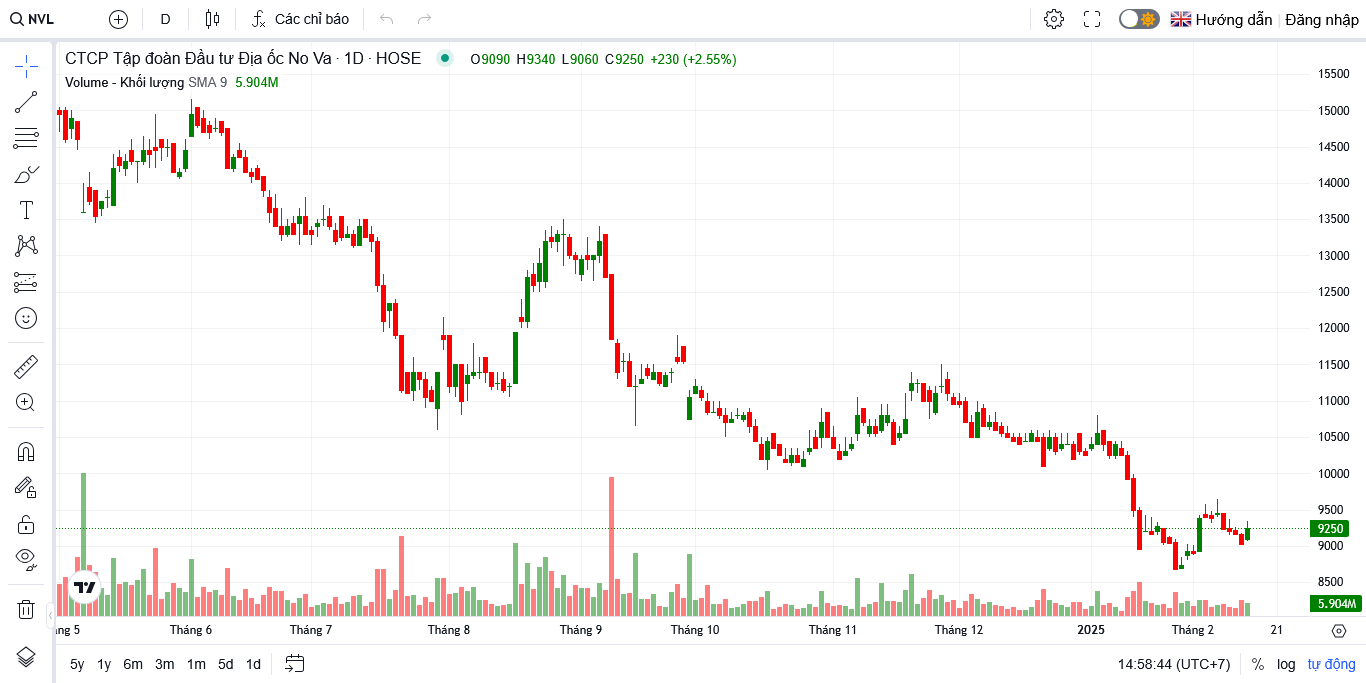 NVL D Các chỉ báo Hướng dẫn Đăng nhập
CTCP Tập đoàn Đầu tư Địa ốc No Va · 1D · HOSE O9090 H9340 L9060 C9250 +230 (+2.55%)
Volume - Khối lượng SMA 9 5.904M
15500
15000
14500
14000
13500
13000
12500
12000
11500
11000
10500
10000
9500
9250
9000
8500
5.904M
ng 5 Tháng 6 Tháng 7 Tháng 8 Tháng 9 Tháng 10 Tháng 11 Tháng 12 2025 Tháng 2 21
5y 1y 6m 3m 1m 5d 1d 14:58:44 (UTC+7) % log tự động